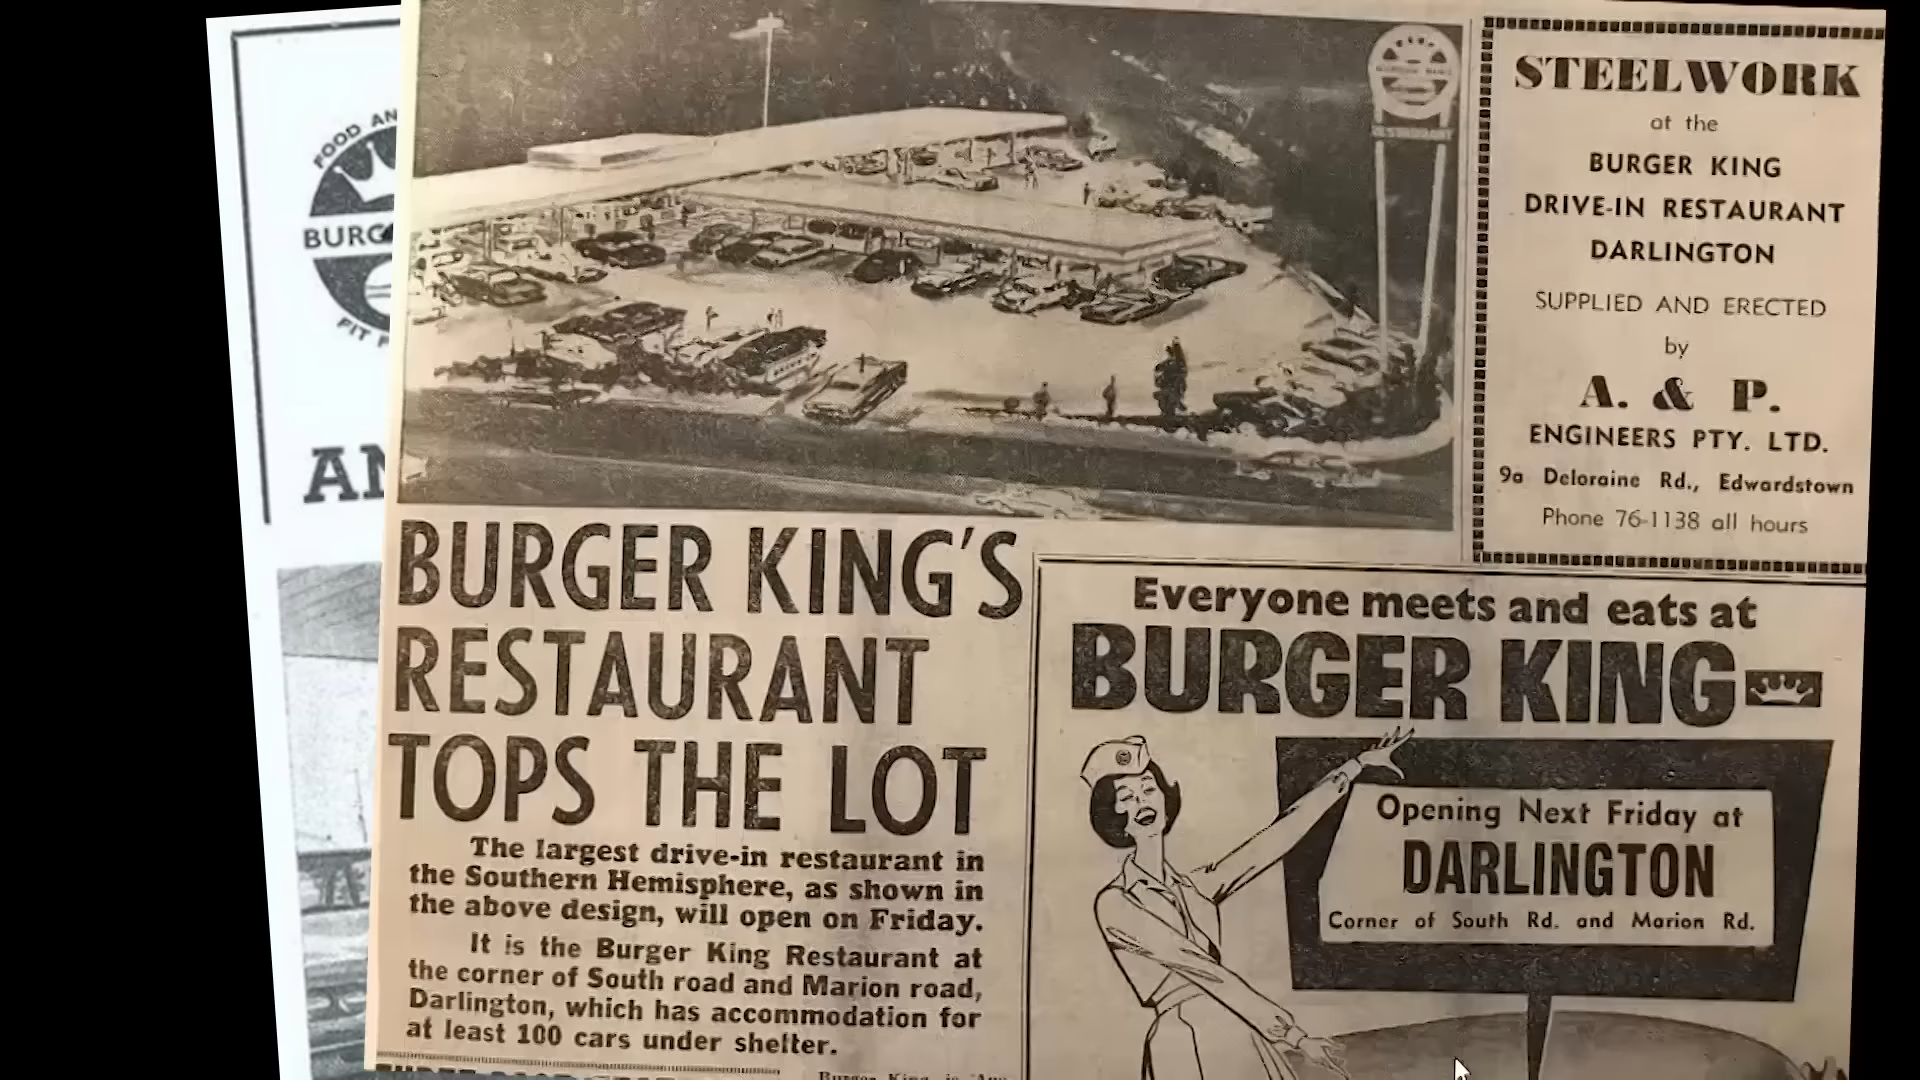 FOOD
BURG
AN
BURGER KING'S
RESTAURANT
TOPS THE LOT
The largest drive-in restaurant in
the Southern Hemisphere, as shown in
the above design, will open on Friday.
It is the Burger King Restaurant at
the corner of South road and Marion road,
Darlington, which has accommodation for
at least 100 cars under shelter.
STEELWORK
at the
BURGER KING
DRIVE-IN RESTAURANT
DARLINGTON
SUPPLIED AND ERECTED
by
A. & P.
ENGINEERS PTY. LTD.
9a Deloraine Rd., Edwardstown
Phone 76-1138 all hours
Everyone meets and eats at
BURGER KING
Opening Next Friday at
DARLINGTON
Corner of South Rd. and Marion Rd.